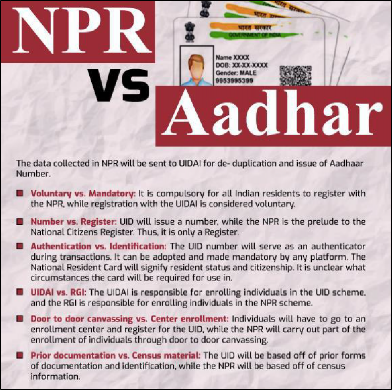 NPR
भारत सरकार
GOVERNMENT OF INDIA
Name XXXX
DOB: XX-XX-XXXX
Gender: MALE
9953995399
VS
Aadhar
The data collected in NPR will be sent to UIDAI for de- duplication and issue of Aadhaar
Number.
Voluntary vs. Mandatory: It is compulsory for all Indian residents to register with
the NPR, while registration with the UIDAI is considered voluntary.
Number vs. Register: UID will issue a number, while the NPR is the prelude to the
National Citizens Register. Thus, it is only a Register.
Authentication vs. Identification: The UID number will serve as an authenticator
during transactions. It can be adopted and made mandatory by any platform. The
National Resident Card will signify resident status and citizenship. It is unclear what
circumstances the card will be required for use in.
UIDAI vs. RGI: The UIDAI is responsible for enrolling individuals in the UID scheme,
and the RGI is responsible for enrolling individuals in the NPR scheme.
Door to door canvassing vs. Center enrollment: Individuals will have to go to an
enrollment center and register for the UID, while the NPR will carry out part of the
enrollment of individuals through door to door canvassing.
Prior documentation vs. Census material: The UID will be based off of prior forms
of documentation and identification, while the NPR will be based off of census
information.